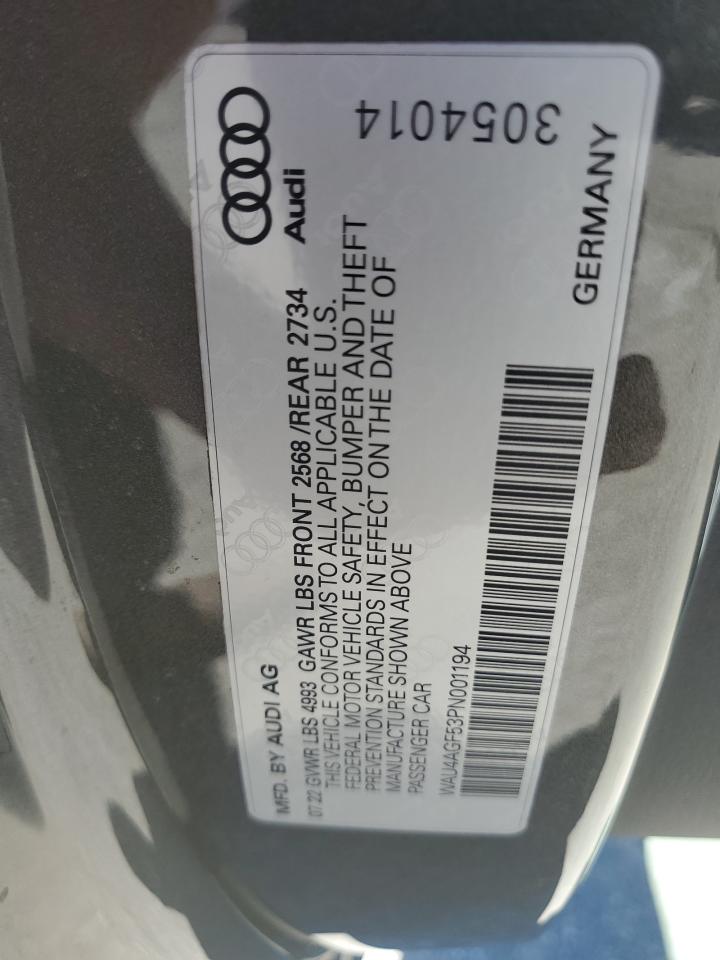 MFD. BY AUDI AG
Audi
07.22 GVWR LBS 4993 GAWR LBS FRONT 2568 /REAR 2734
THIS VEHICLE CONFORMS TO ALL APPLICABLE U.S.
FEDERAL MOTOR VEHICLE SAFETY, BUMPER AND THEFT
PREVENTION STANDARDS IN EFFECT ON THE DATE OF
MANUFACTURE SHOWN ABOVE
PASSENGER CAR
WAU4AGF53PN001194
GERMANY
3054014